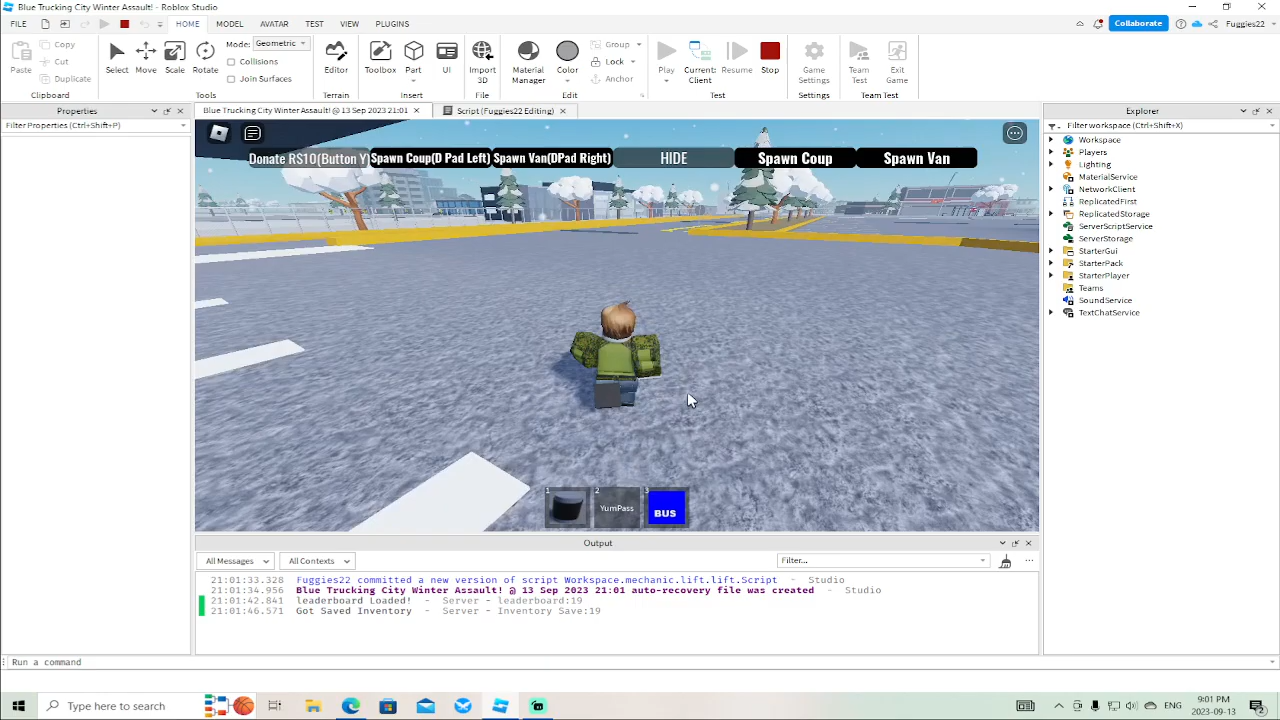 Blue Trucking City Winter Assault! - Roblox Studio
FILE
HOME MODEL AVATAR TEST VIEW PLUGINS
Collaborate
Fuggies22
Paste
Copy
Cut
Duplicate
Clipboard
Select Move Scale Rotate
Mode: Geometric
Collisions
Join Surfaces
Tools
Editor
Terrain
Toolbox Part UI
Insert
Import 3D
File
Material Manager
Color
Group
Lock
Anchor
Edit
Play
Current: Client
Resume Stop
Test
Game Settings
Settings
Team Test
Exit Game
Team Test
Properties
Filter Properties (Ctrl+Shift+P)
Blue Trucking City Winter Assault! @ 13 Sep 2023 21:01
Script (Fuggies22 Editing)
Donate RS10(Button Y) Spawn Coup(D Pad Left) Spawn Van(DPad Right) HIDE Spawn Coup Spawn Van
1
2 YumPass
3 BUS
Explorer
Filter workspace (Ctrl+Shift+X)
Workspace
Players
Lighting
MaterialService
NetworkClient
ReplicatedFirst
ReplicatedStorage
ServerScriptService
ServerStorage
StarterGui
StarterPack
StarterPlayer
Teams
SoundService
TextChatService
Output
All Messages All Contexts Filter...
21:01:33.328 Fuggies22 committed a new version of script Workspace.mechanic.lift.lift.Script - Studio
21:01:34.956 Blue Trucking City Winter Assault! @ 13 Sep 2023 21:01 auto-recovery file was created - Studio
21:01:42.841 leaderboard Loaded! - Server - leaderboard:19
21:01:46.571 Got Saved Inventory - Server - Inventory Save:19
Run a command
Type here to search
ENG
9:01 PM
2023-09-13
2